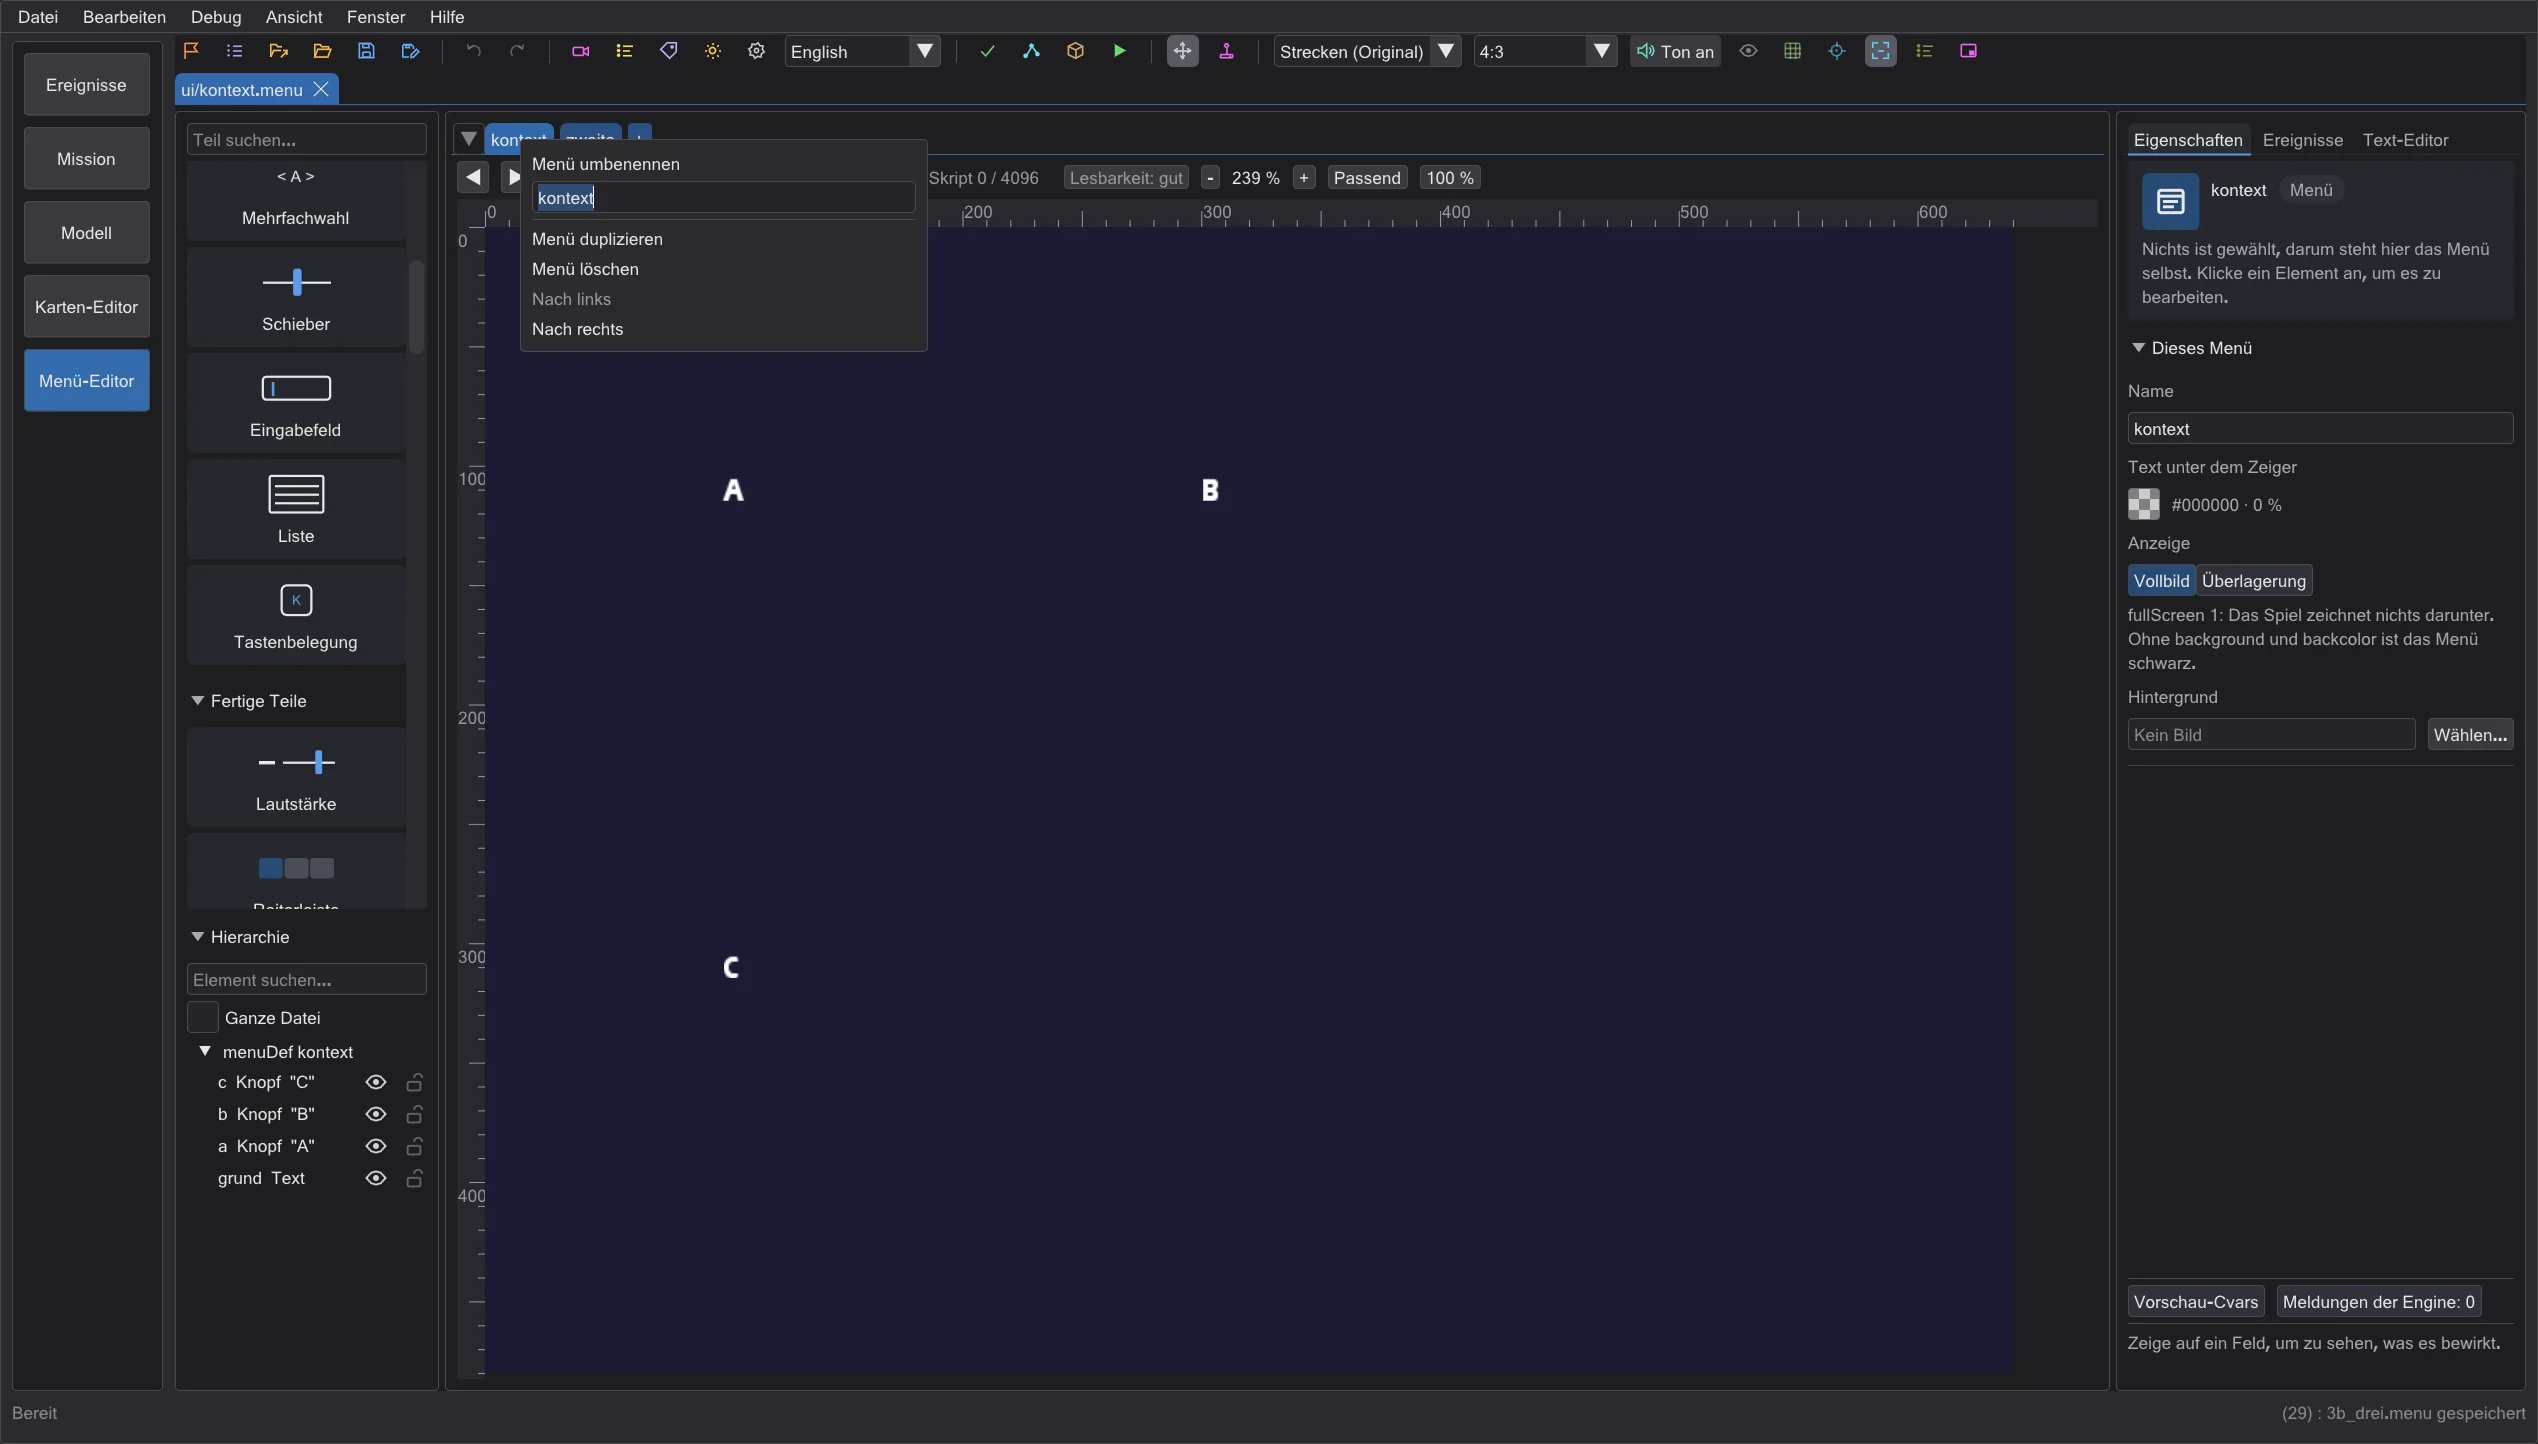 Datei Bearbeiten Debug Ansicht Fenster Hilfe
English
Strecken (Original)
4:3
Ton an
ui/kontext.menu
Ereignisse
Mission
Modell
Karten-Editor
Menü-Editor
Teil suchen...
< A >
Mehrfachwahl
Schieber
Eingabefeld
Liste
K
Tastenbelegung
Fertige Teile
Lautstärke
Reiterleiste
Hierarchie
Element suchen...
Ganze Datei
menuDef kontext
c Knopf "C"
b Knopf "B"
a Knopf "A"
grund Text
kontext zweite +
Menü umbenennen
kontext
Menü duplizieren
Menü löschen
Nach links
Nach rechts
Skript 0 / 4096 Lesbarkeit: gut - 239 % + Passend 100 %
0 200 300 400 500 600
0
100
200
300
400
A B
C
Eigenschaften Ereignisse Text-Editor
kontext Menü
Nichts ist gewählt, darum steht hier das Menü
selbst. Klicke ein Element an, um es zu
bearbeiten.
Dieses Menü
Name
kontext
Text unter dem Zeiger
#000000 · 0 %
Anzeige
Vollbild Überlagerung
fullScreen 1: Das Spiel zeichnet nichts darunter.
Ohne background und backcolor ist das Menü
schwarz.
Hintergrund
Kein Bild Wählen...
Vorschau-Cvars Meldungen der Engine: 0
Zeige auf ein Feld, um zu sehen, was es bewirkt.
Bereit
(29) : 3b_drei.menu gespeichert